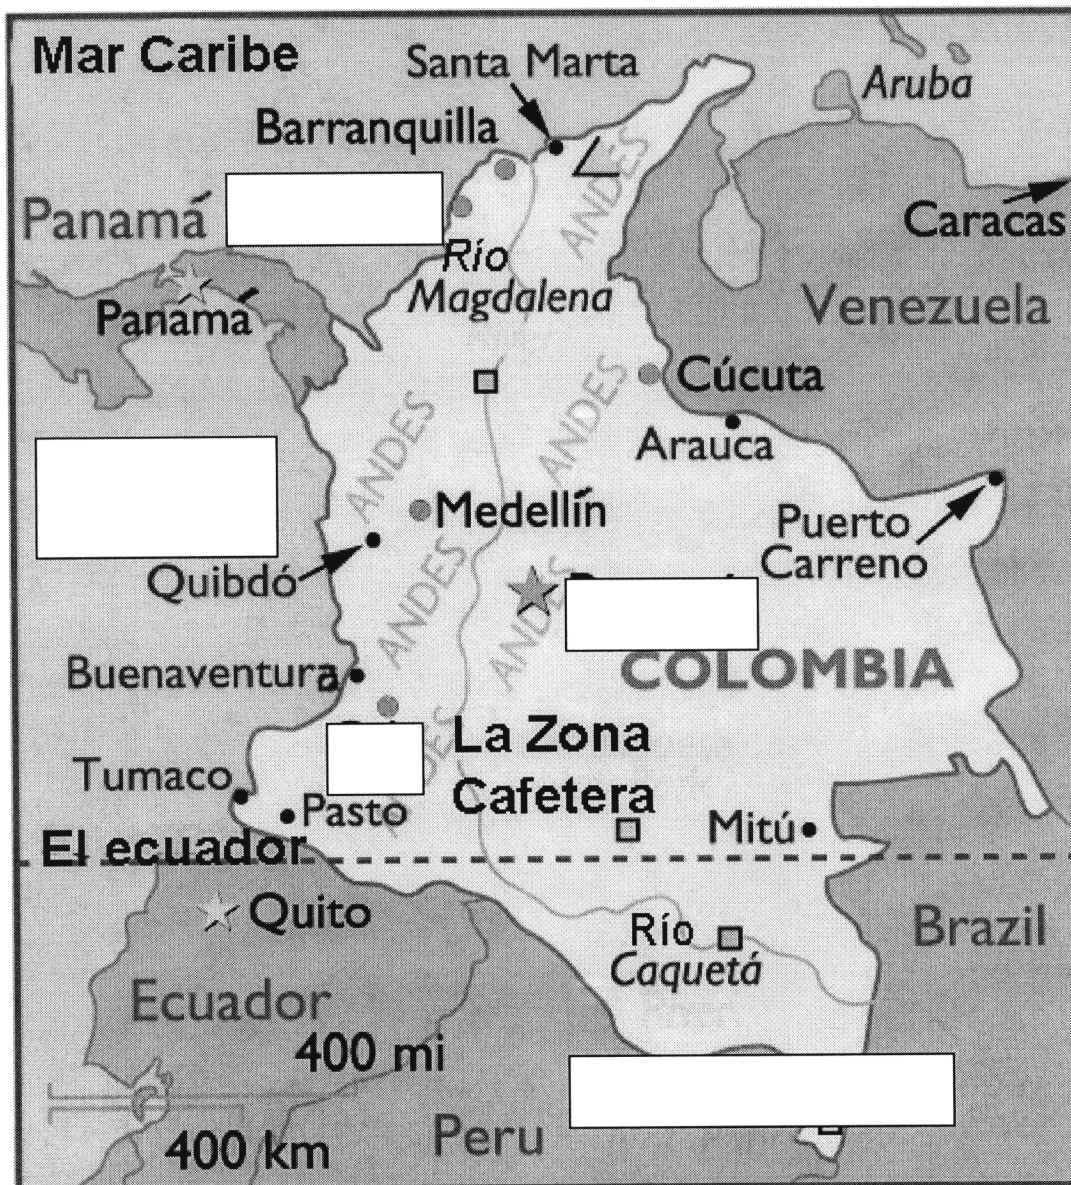 Mar Caribe
Santa Marta
Aruba
Barranquilla
Panamá
Caracas
ANDES
Río
Magdalena
Venezuela
Panamá
Cúcuta
ANDES
ANDES
Arauca
Medellín
Puerto
Carreno
Quibdó
ANDES
ANDES
COLOMBIA
Buenaventura
La Zona
Cafetera
ANDES
Tumaco
Pasto
Mitú
El ecuador
Quito
Brazil
Río
Caquetá
Ecuador
400 mi
Peru
400 km